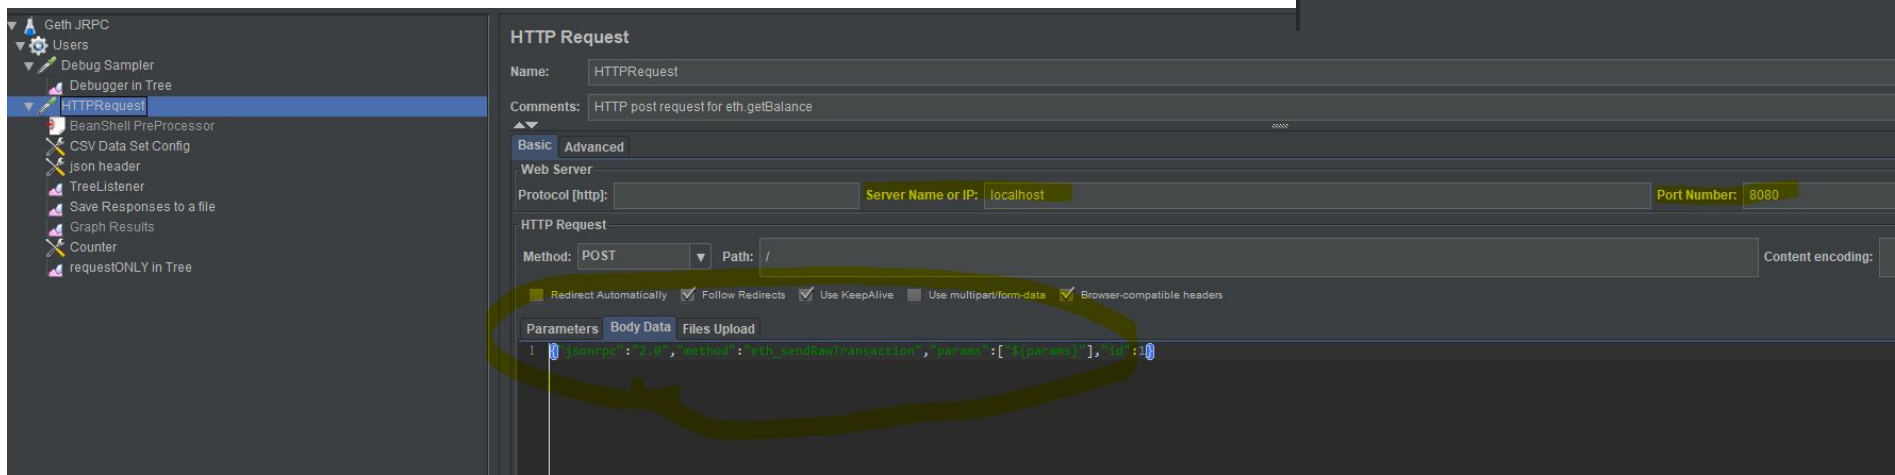 Geth JRPC
Users
Debug Sampler
Debugger in Tree
HTTPRequest
BeanShell PreProcessor
CSV Data Set Config
json header
TreeListener
Save Responses to a file
Graph Results
Counter
requestONLY in Tree
HTTP Request
Name: HTTPRequest
Comments: HTTP post request for eth.getBalance
Basic Advanced
Web Server
Protocol [http]: Server Name or IP: localhost Port Number: 8080
HTTP Request
Method: POST Path: / Content encoding:
Redirect Automatically Follow Redirects Use KeepAlive Use multipart/form-data Browser-compatible headers
Parameters Body Data Files Upload
1 {"jsonrpc":"2.0","method":"eth_sendRawTransaction","params":["${params}"],"id":1}